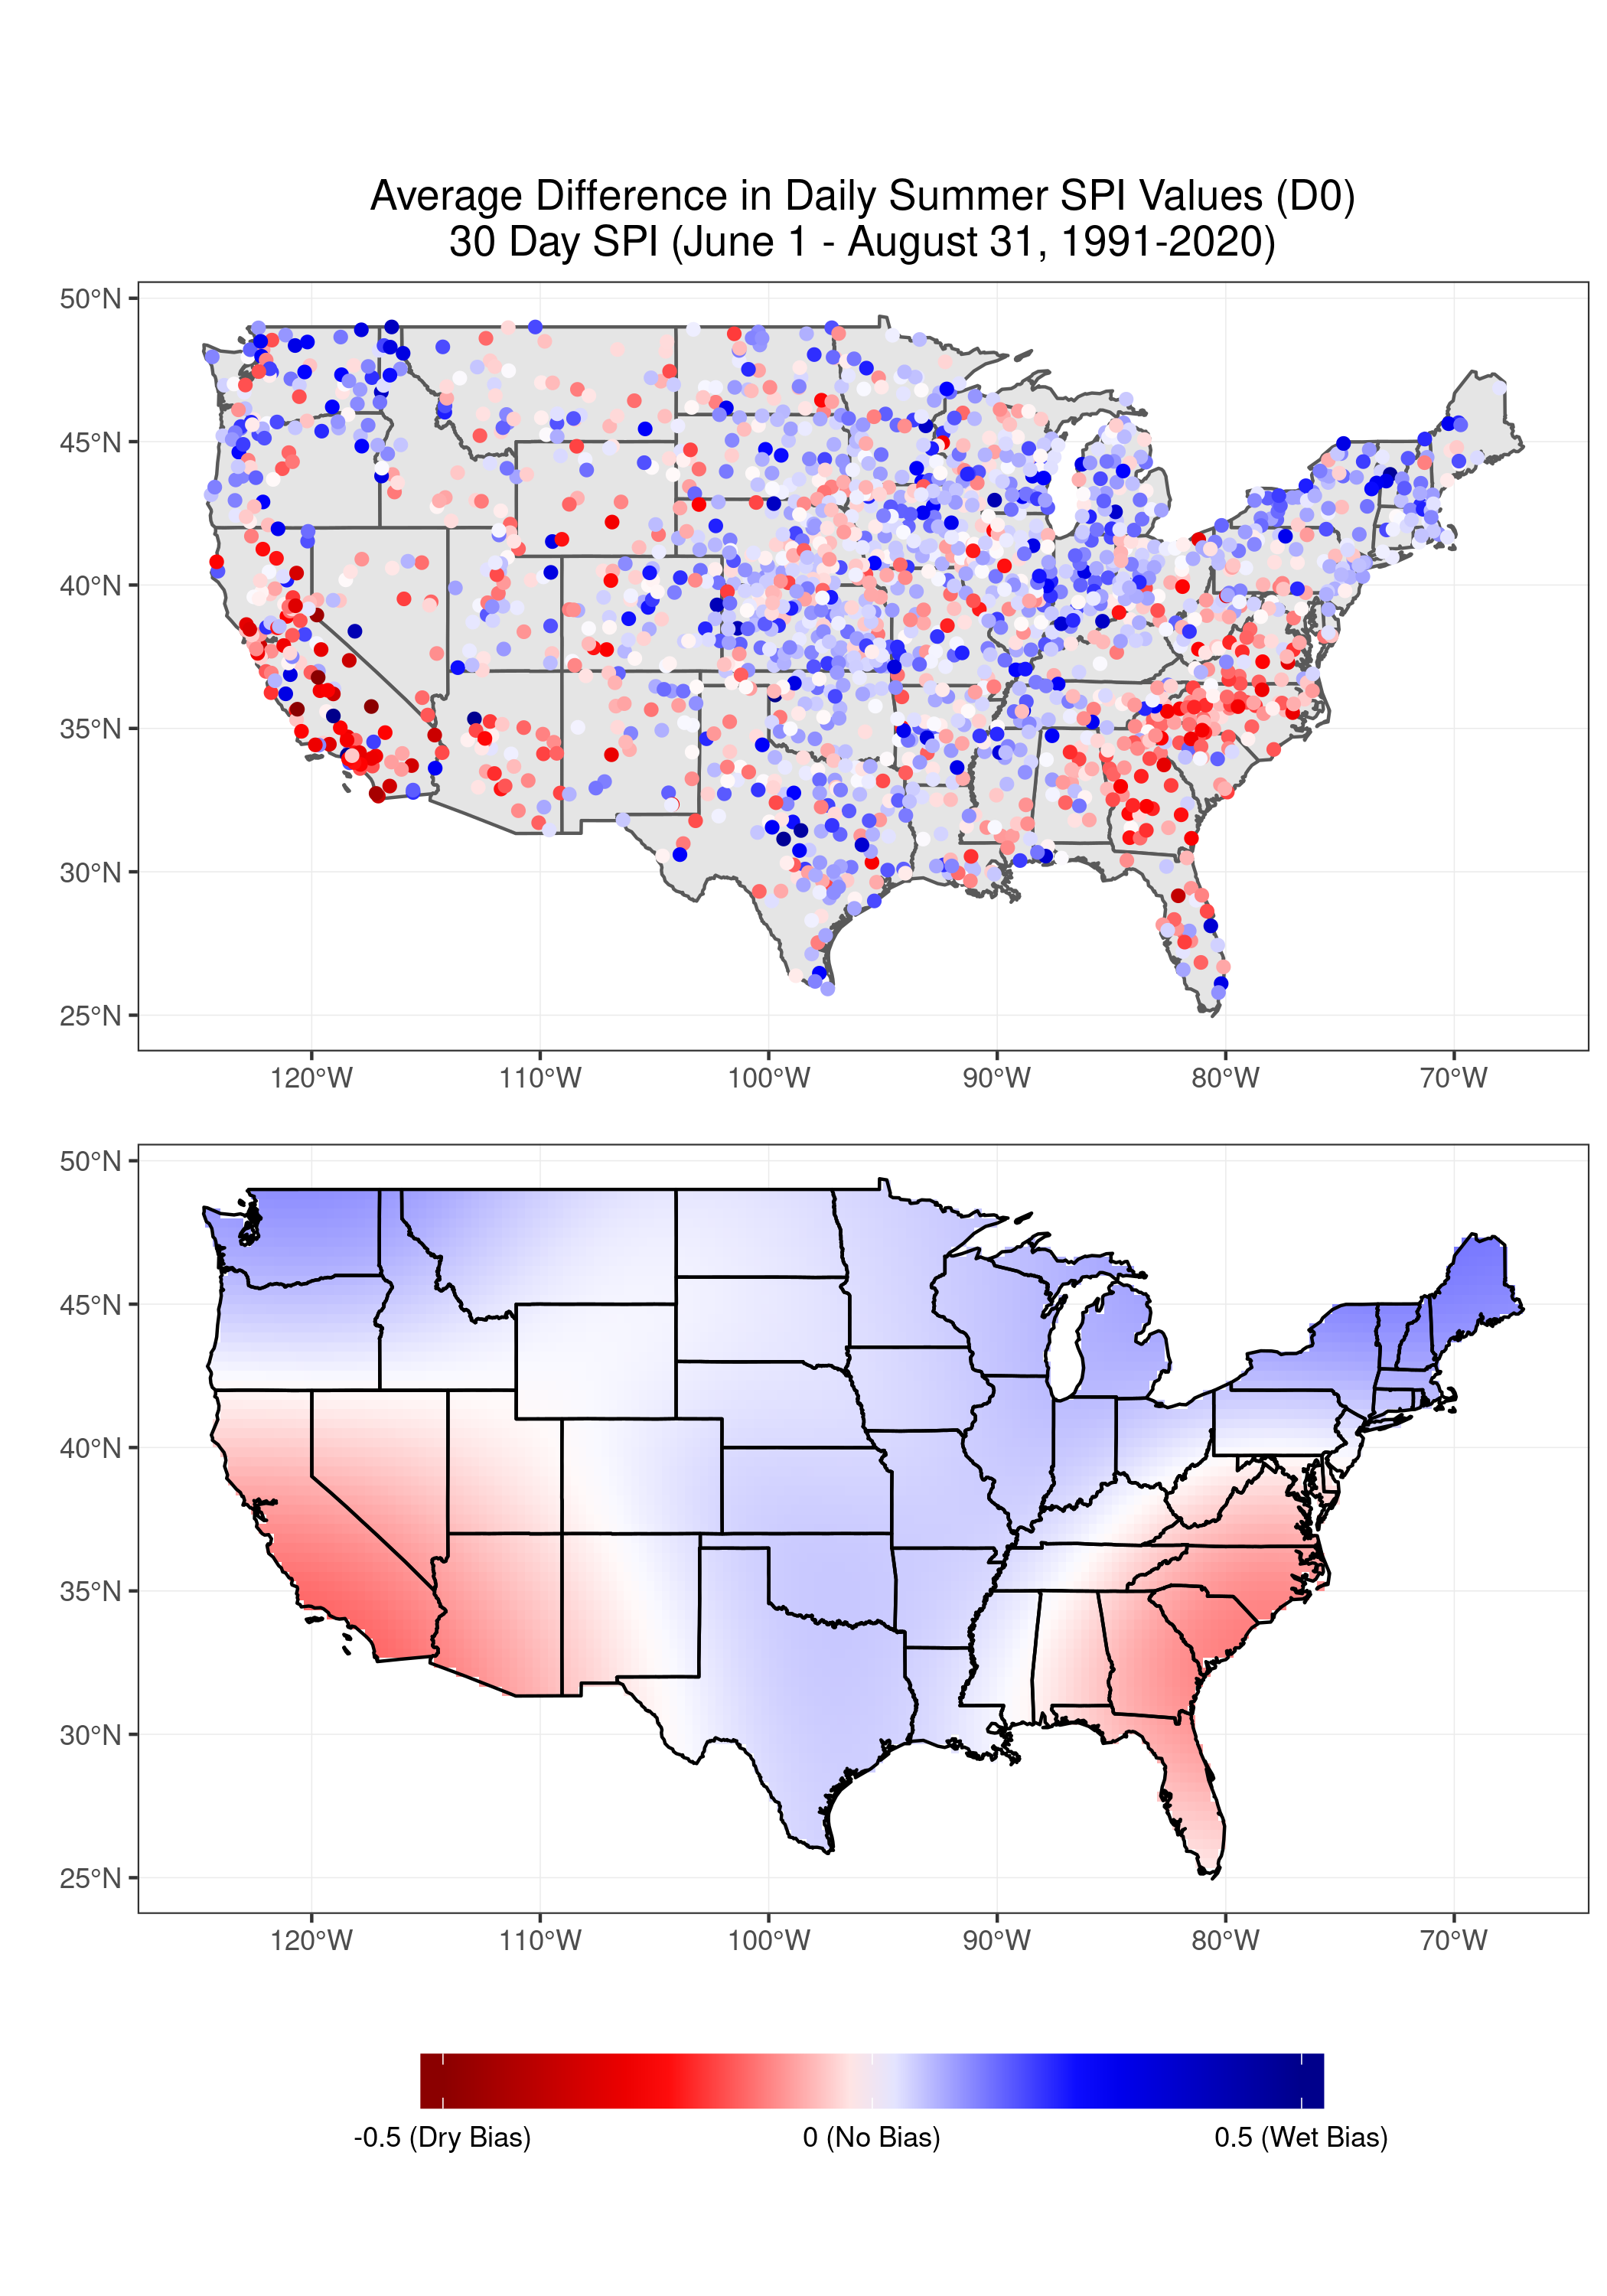 Average Difference in Daily Summer SPI Values (D0)
30 Day SPI (June 1 - August 31, 1991-2020)
50°N
45°N
40°N
35°N
30°N
25°N
120°W 110°W 100°W 90°W 80°W 70°W
50°N
45°N
40°N
35°N
30°N
25°N
120°W 110°W 100°W 90°W 80°W 70°W
-0.5 (Dry Bias) 0 (No Bias) 0.5 (Wet Bias)